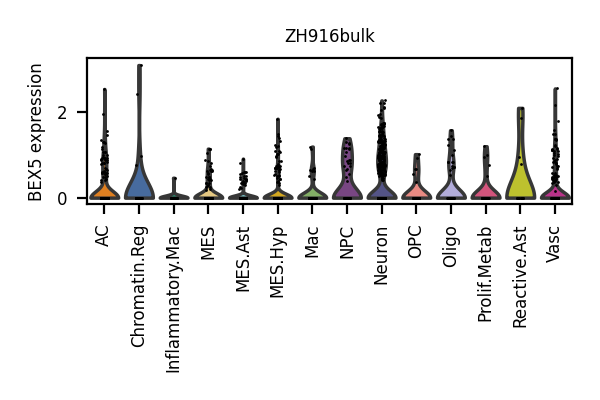 ZH916bulk
BEX5 expression
2
0
AC
Chromatin.Reg
Inflammatory.Mac
MES
MES.Ast
MES.Hyp
Mac
NPC
Neuron
OPC
Oligo
Prolif.Metab
Reactive.Ast
Vasc